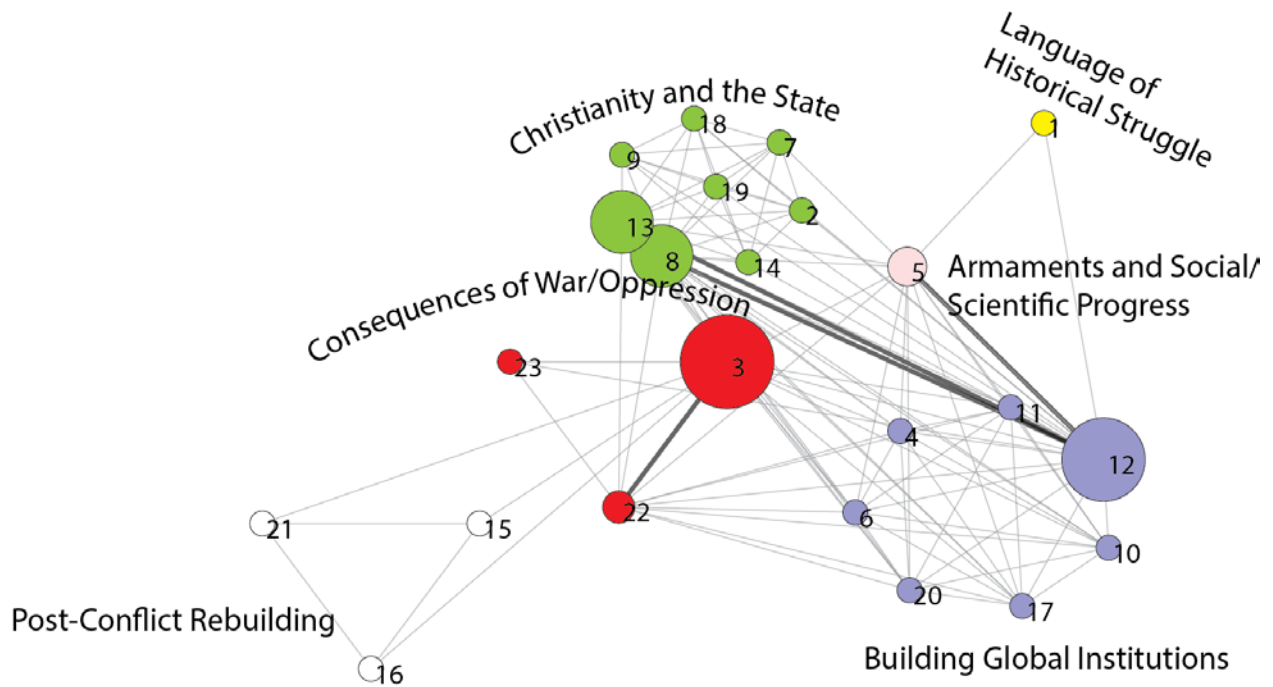 Language of
Historical Struggle
1
Christianity and the State
18
7
9
19
2
13
8
14
5
Armaments and Social/
Scientific Progress
Consequences of War/Oppression
23
3
11
4
12
22
6
10
21
15
20
17
Post-Conflict Rebuilding
16
Building Global Institutions